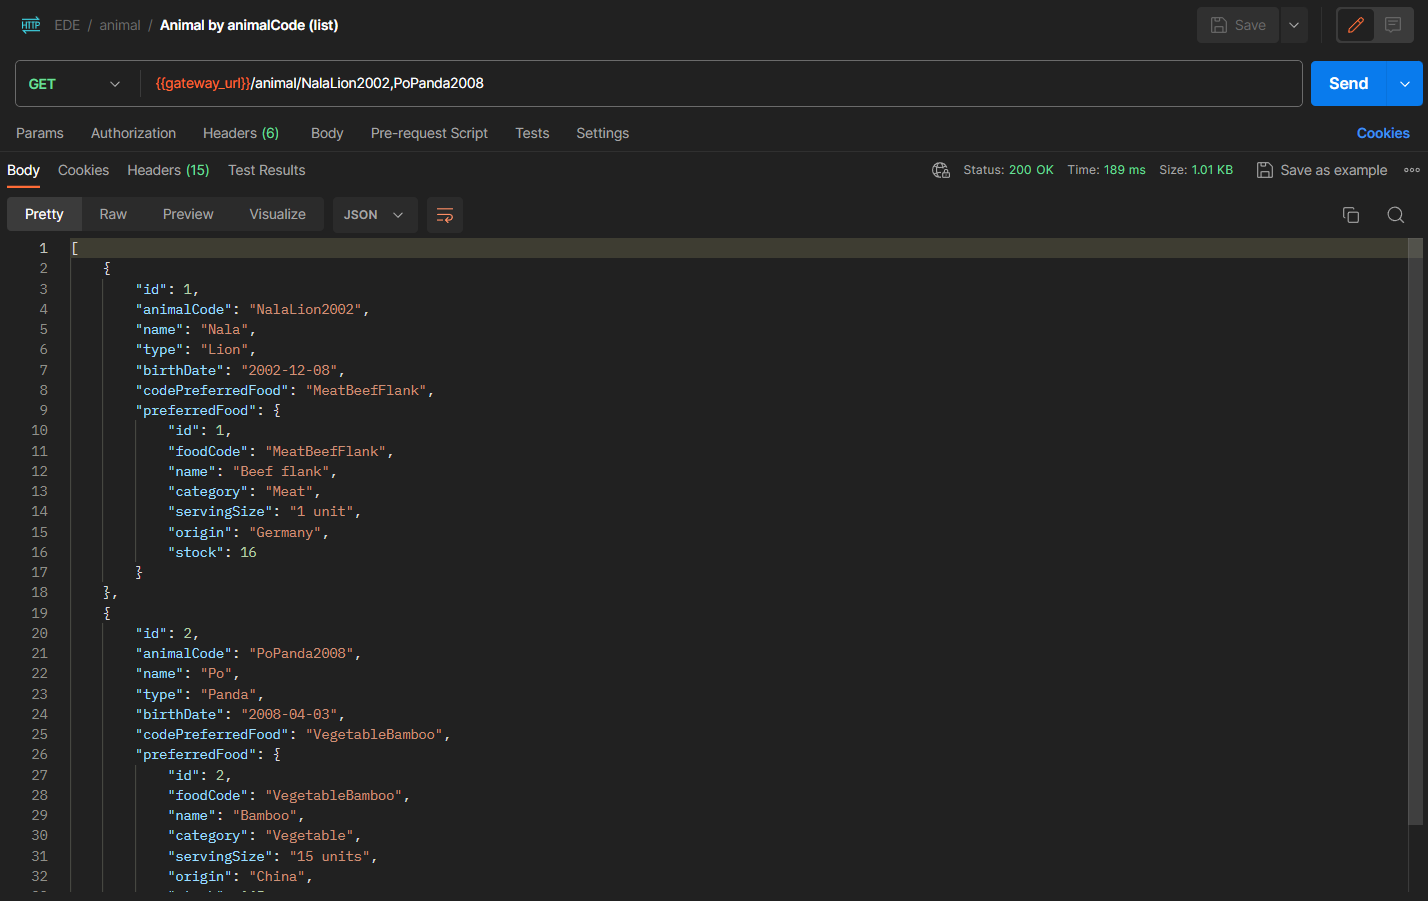 HTTP EDE / animal / Animal by animalCode (list) Save
GET {{gateway_url}}/animal/NalaLion2002,PoPanda2008 Send
Params Authorization Headers (6) Body Pre-request Script Tests Settings Cookies
Body Cookies Headers (15) Test Results Status: 200 OK Time: 189 ms Size: 1.01 KB Save as example
Pretty Raw Preview Visualize JSON
1 [
2 {
3 "id": 1,
4 "animalCode": "NalaLion2002",
5 "name": "Nala",
6 "type": "Lion",
7 "birthDate": "2002-12-08",
8 "codePreferredFood": "MeatBeefFlank",
9 "preferredFood": {
10 "id": 1,
11 "foodCode": "MeatBeefFlank",
12 "name": "Beef flank",
13 "category": "Meat",
14 "servingSize": "1 unit",
15 "origin": "Germany",
16 "stock": 16
17 }
18 },
19 {
20 "id": 2,
21 "animalCode": "PoPanda2008",
22 "name": "Po",
23 "type": "Panda",
24 "birthDate": "2008-04-03",
25 "codePreferredFood": "VegetableBamboo",
26 "preferredFood": {
27 "id": 2,
28 "foodCode": "VegetableBamboo",
29 "name": "Bamboo",
30 "category": "Vegetable",
31 "servingSize": "15 units",
32 "origin": "China",